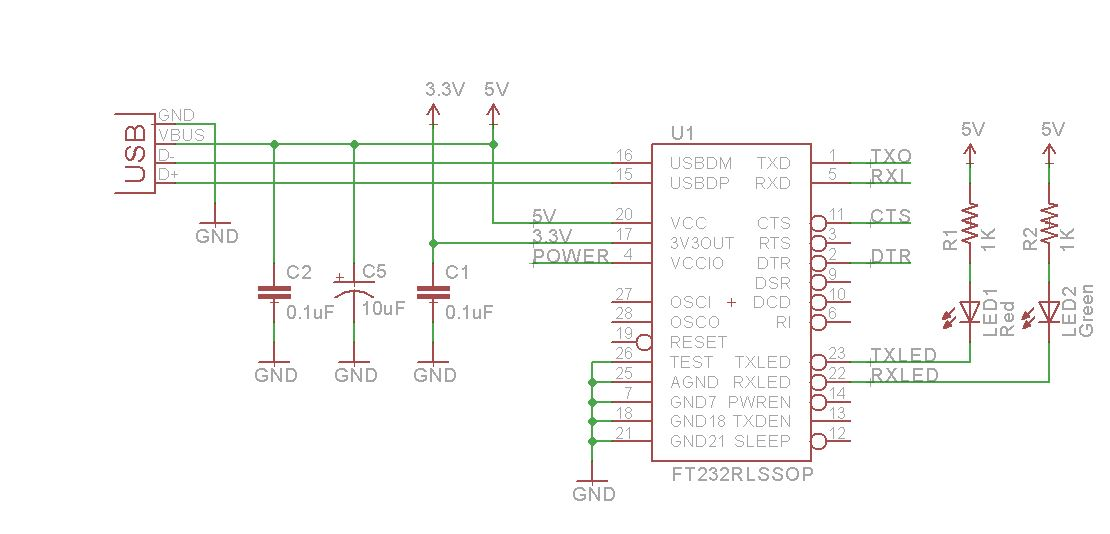 3.3V 5V
USB
GND
VBUS
D-
D+
GND
U1
16 USBDM TXD 1 TXO
15 USBDP RXD 5 RXI
5V 20 VCC CTS 11 CTS
3.3V 17 3V3OUT RTS 3
POWER 4 VCCIO DTR 2 DTR
DSR 9
27 OSCI DCD 10
28 OSCO RI 6
19 RESET
26 TEST TXLED 23 TXLED
25 AGND RXLED 22 RXLED
7 GND7 PWREN 14
18 GND18 TXDEN 13
21 GND21 SLEEP 12
FT232RLSSOP
GND
C2
0.1uF
GND
C5
10uF
GND
C1
0.1uF
GND
5V
R1
1K
LED1
Red
5V
R2
1K
LED2
Green